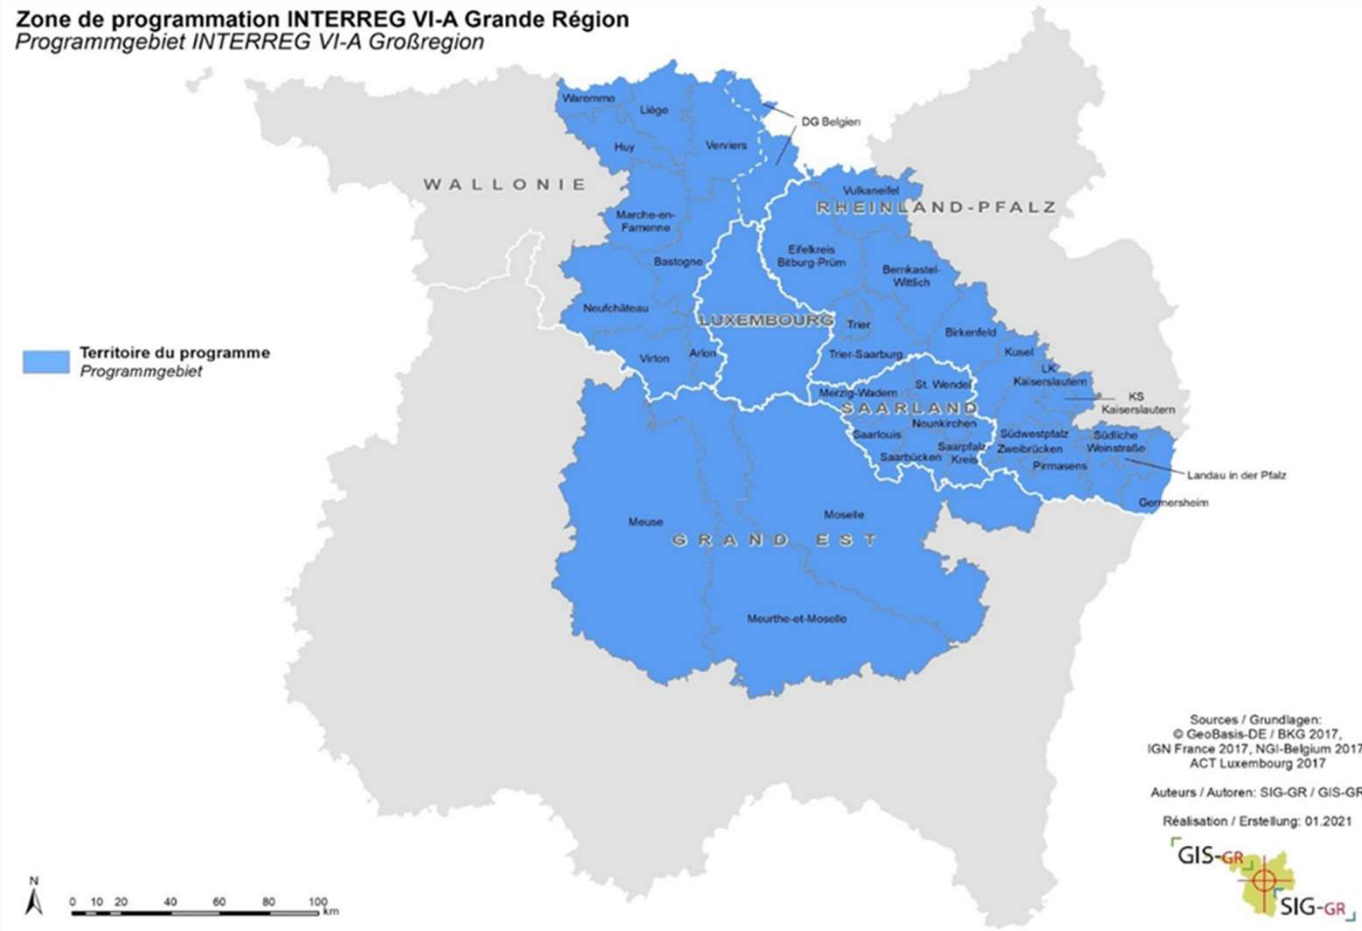 Zone de programmation INTERREG VI-A Grande Région
Programmgebiet INTERREG VI-A Großregion
Waremme
Liège
DG Belgien
Huy
Verviers
WALLONIE
Vulkaneifel
RHEINLAND-PFALZ
Marche-en-
Famenne
Eifelkreis
Bitburg-Prüm
Bastogne
Bernkastel-
Wittlich
Neufchâteau
LUXEMBOURG
Trier
Birkenfeld
Territoire du programme
Programmgebiet
Virton
Arlon
Trier-Saarburg
Kusel
LK
Kaiserslautern
St. Wendel
Merzig-Wadern
KS
Kaiserslautern
SAARLAND
Neunkirchen
Saarlouis
Südwestpfalz
Südliche
Weinstraße
Saarpfalz
Kreis
Zweibrücken
Saarbücken
Pirmasens
Landau in der Pfalz
Germersheim
Meuse
Moselle
GRAND EST
Meurthe-et-Moselle
Sources / Grundlagen:
© GeoBasis-DE / BKG 2017,
IGN France 2017, NGI-Belgium 2017
ACT Luxembourg 2017
Auteurs / Autoren: SIG-GR / GIS-GR
Réalisation / Erstellung: 01.2021
GIS-GR
SIG-GR
N
0 10 20 40 60 80 100
km